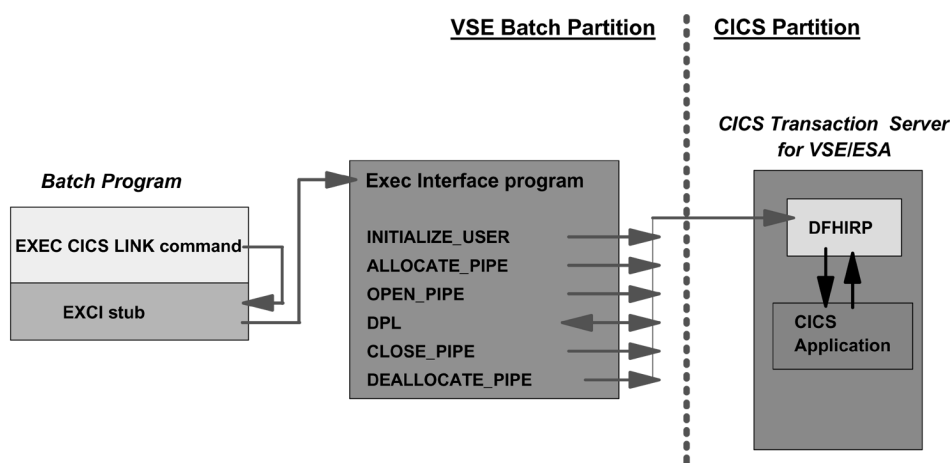 VSE Batch Partition
CICS Partition
CICS Transaction Server
for VSE/ESA
Batch Program
Exec Interface program
EXEC CICS LINK command
EXCI stub
INITIALIZE_USER
ALLOCATE_PIPE
OPEN_PIPE
DPL
CLOSE_PIPE
DEALLOCATE_PIPE
DFHIRP
CICS
Application